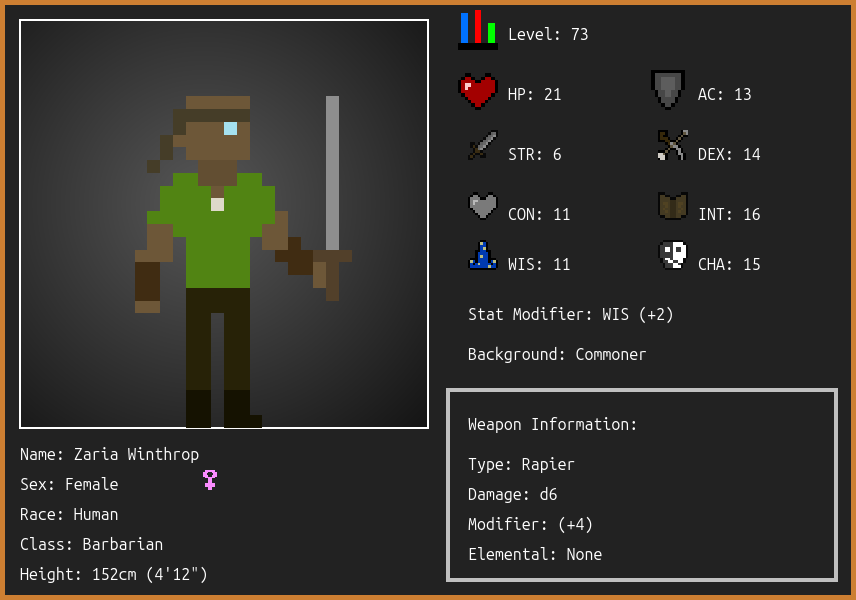 Level: 73
HP: 21
AC: 13
STR: 6
DEX: 14
CON: 11
INT: 16
WIS: 11
CHA: 15
Stat Modifier: WIS (+2)
Background: Commoner
Weapon Information:
Type: Rapier
Damage: d6
Modifier: (+4)
Elemental: None
Name: Zaria Winthrop
Sex: Female
Race: Human
Class: Barbarian
Height: 152cm (4'12")